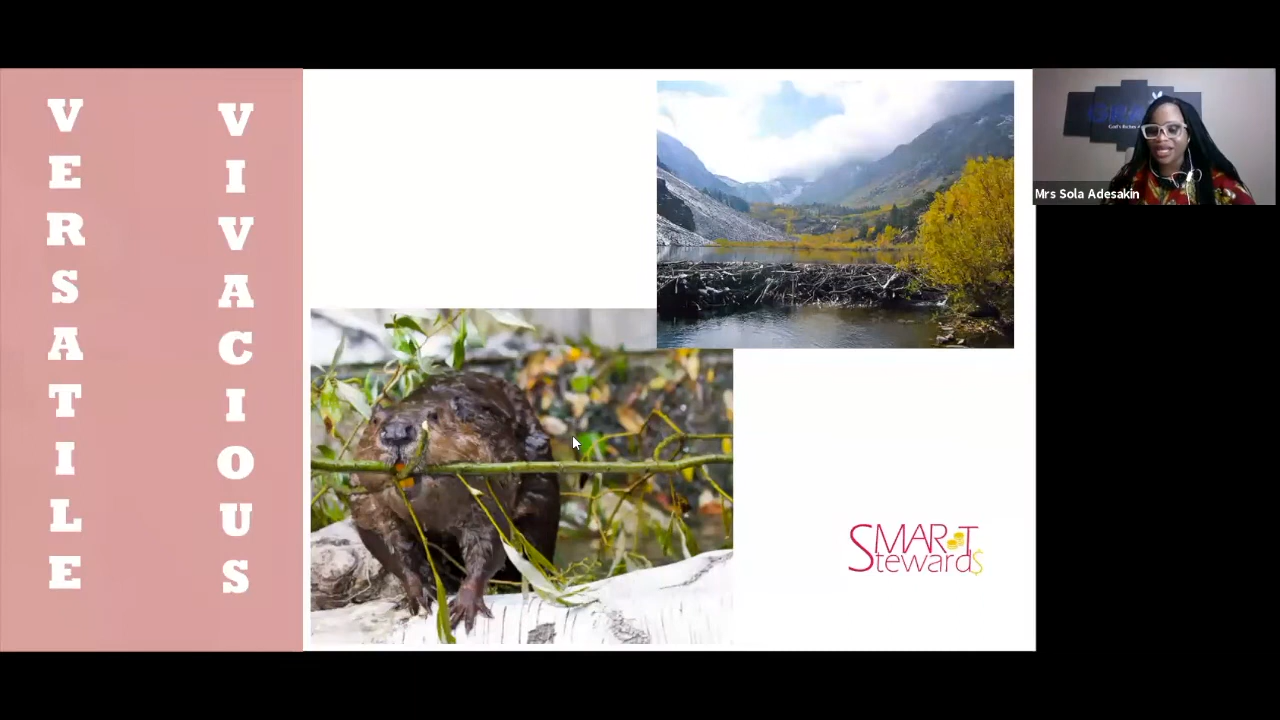 VERSATILE
VIVACIOUS
Mrs Sola Adesakin
SMART
Stewards